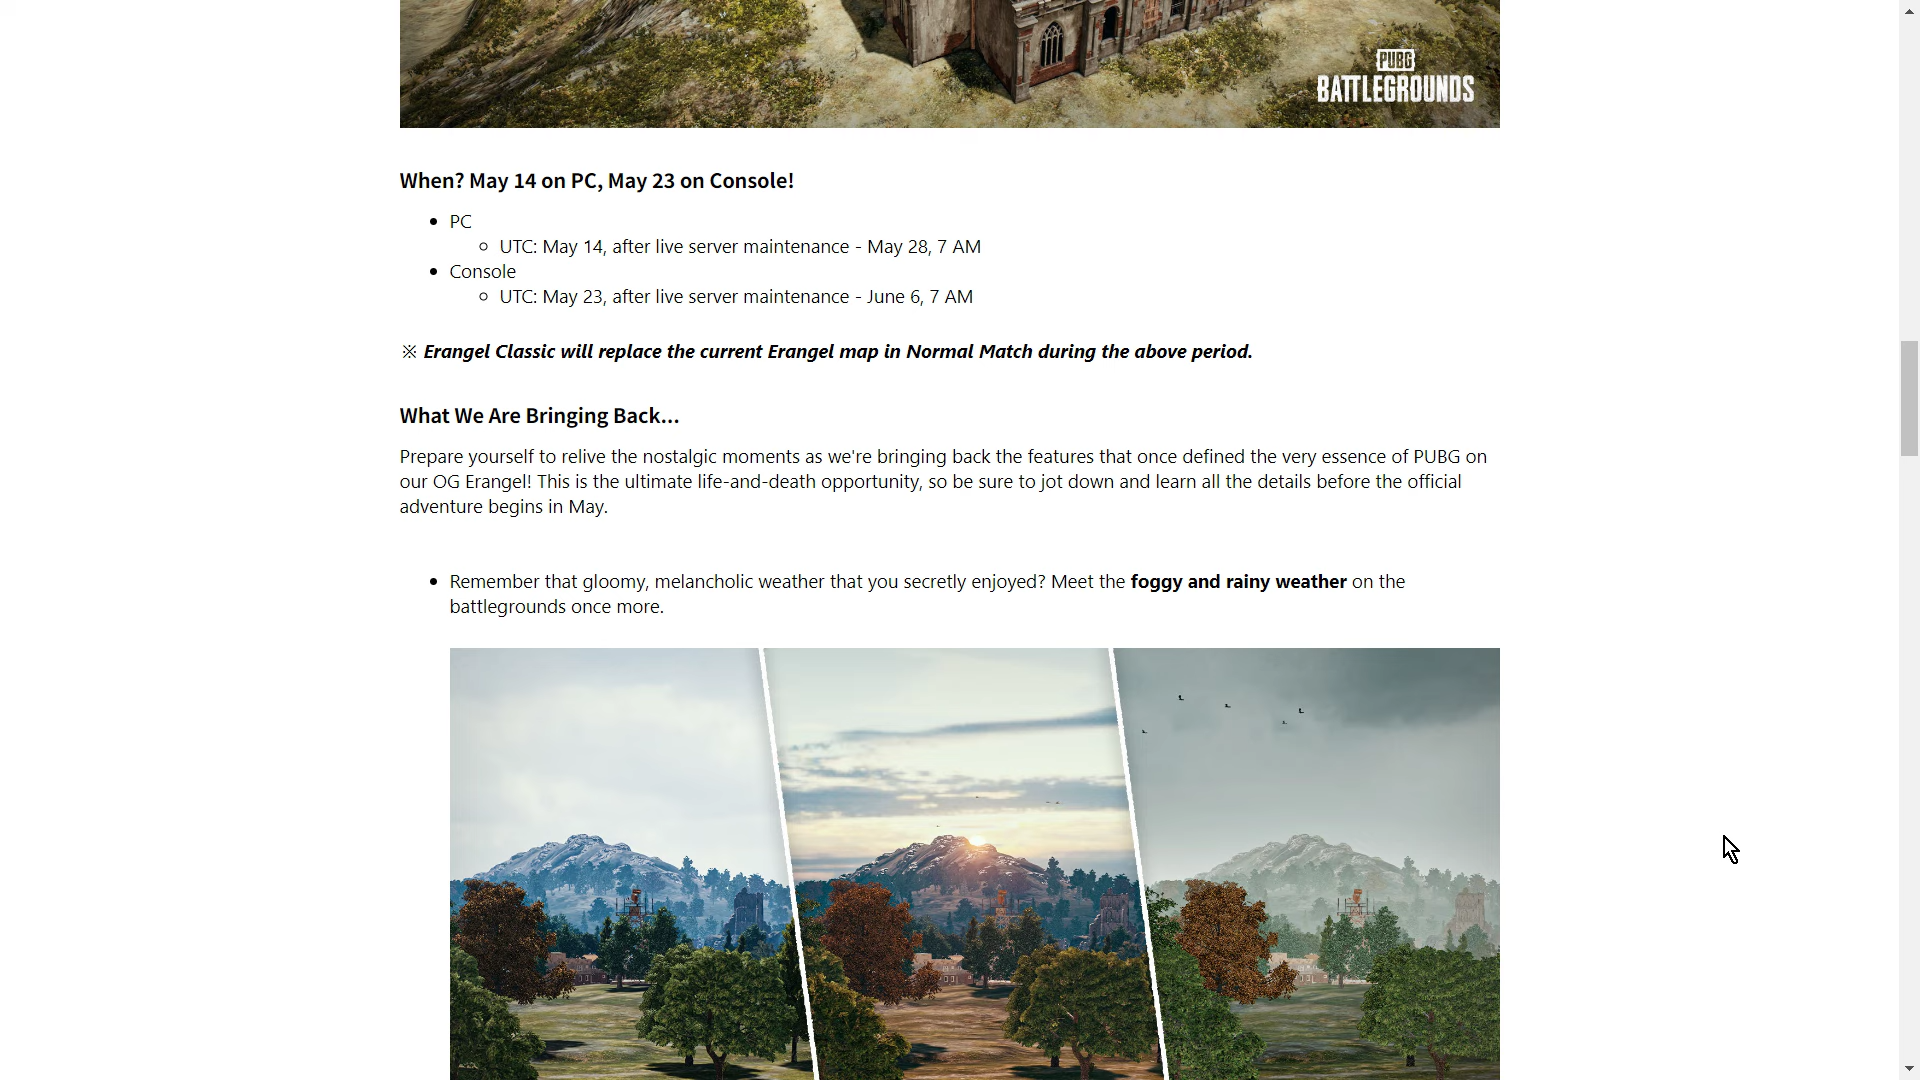 PUBG
BATTLEGROUNDS
When? May 14 on PC, May 23 on Console!
• PC
○ UTC: May 14, after live server maintenance - May 28, 7 AM
• Console
○ UTC: May 23, after live server maintenance - June 6, 7 AM
※ Erangel Classic will replace the current Erangel map in Normal Match during the above period.
What We Are Bringing Back...
Prepare yourself to relive the nostalgic moments as we're bringing back the features that once defined the very essence of PUBG on
our OG Erangel! This is the ultimate life-and-death opportunity, so be sure to jot down and learn all the details before the official
adventure begins in May.
• Remember that gloomy, melancholic weather that you secretly enjoyed? Meet the foggy and rainy weather on the
battlegrounds once more.